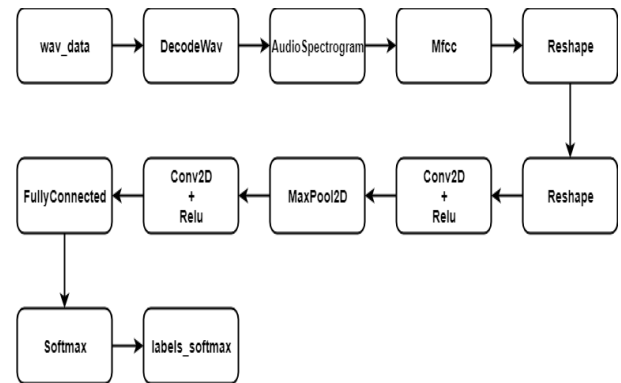 wav_data
DecodeWav
AudioSpectrogram
Mfcc
Reshape
Reshape
Conv2D
+
Relu
MaxPool2D
Conv2D
+
Relu
FullyConnected
Softmax
labels_softmax